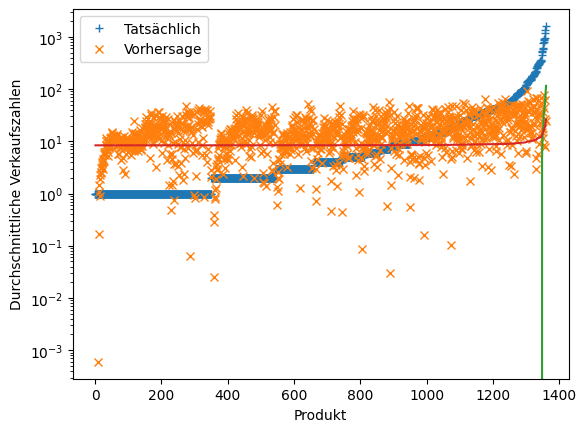 Tatsächlich
Vorhersage
Durchschnittliche Verkaufszahlen
10³
10²
10¹
10⁰
10⁻¹
10⁻²
10⁻³
0 200 400 600 800 1000 1200 1400
Produkt